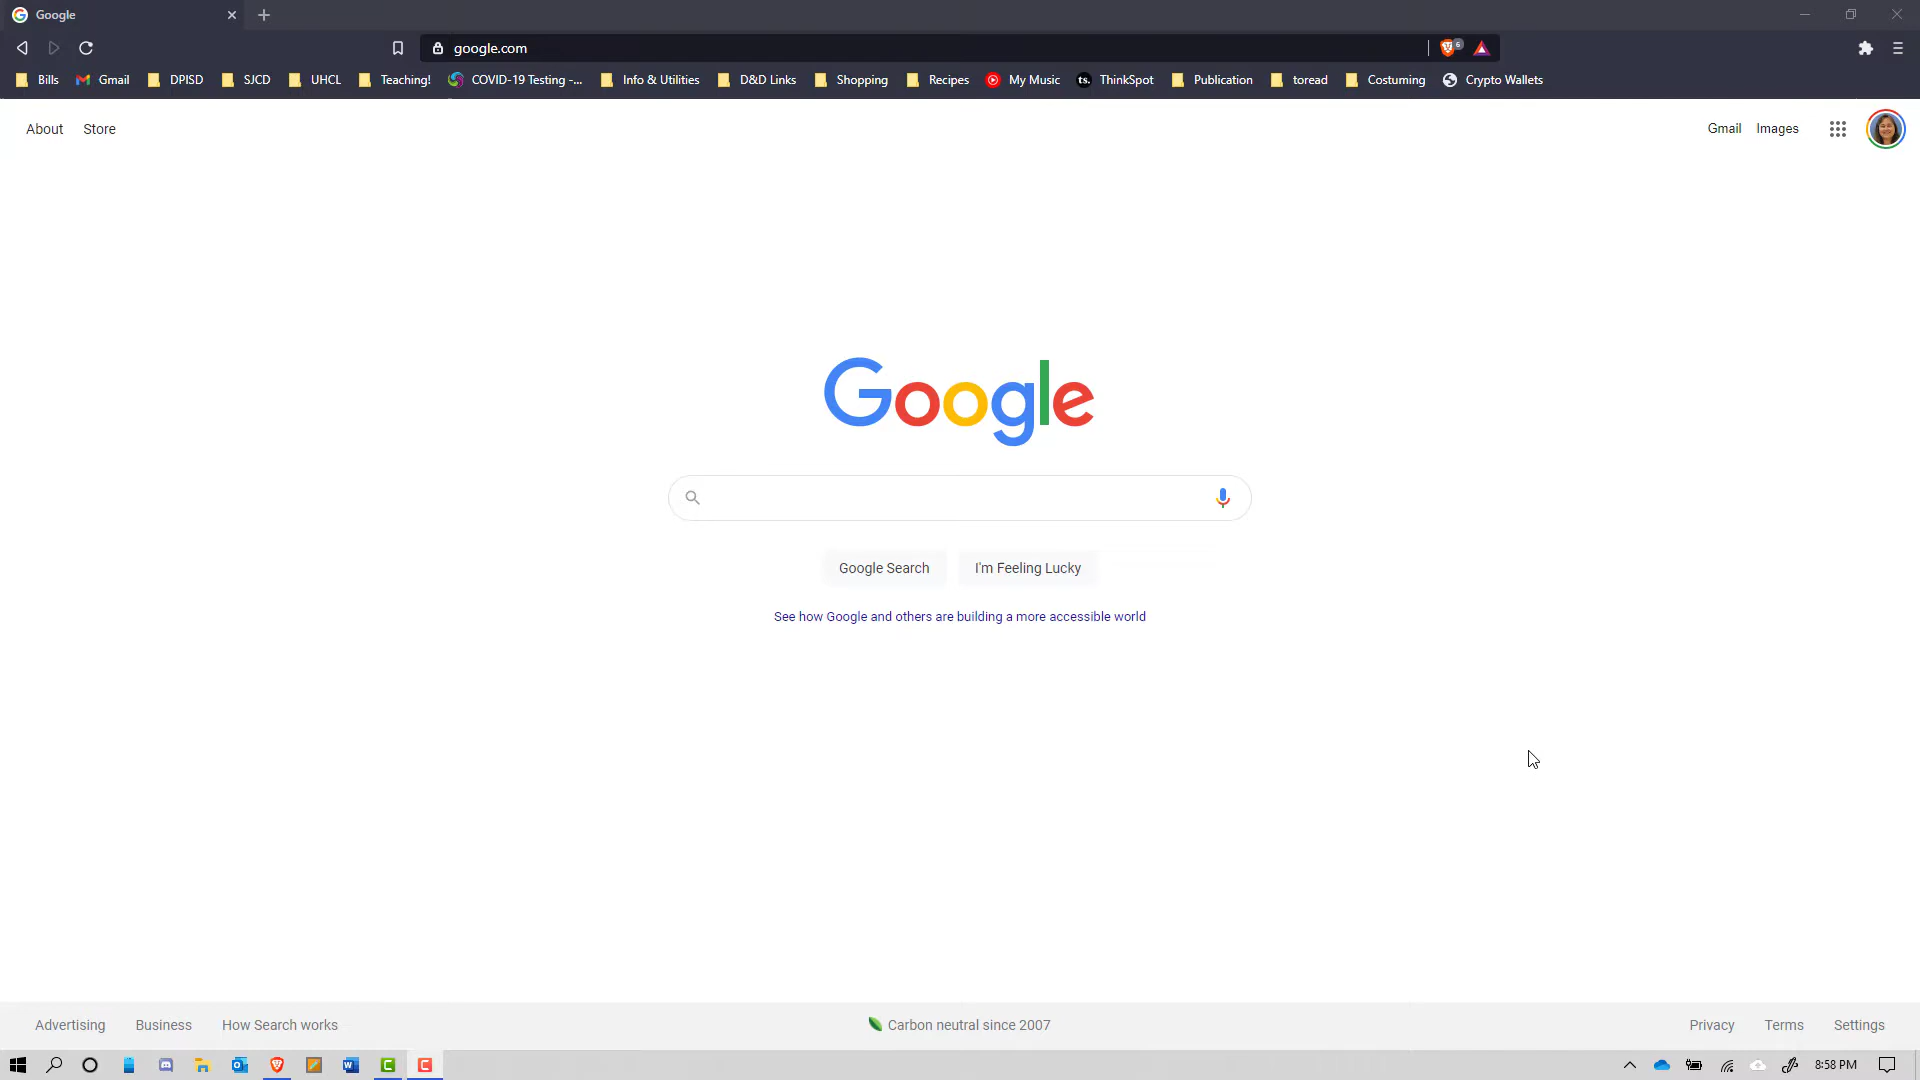 Google
google.com
6
Bills Gmail DPISD SJCD UHCL Teaching! COVID-19 Testing -... Info & Utilities D&D Links Shopping Recipes My Music ts. ThinkSpot Publication toread Costuming Crypto Wallets
About Store Gmail Images
Google
Google Search I'm Feeling Lucky
See how Google and others are building a more accessible world
Advertising Business How Search works Carbon neutral since 2007 Privacy Terms Settings
8:58 PM